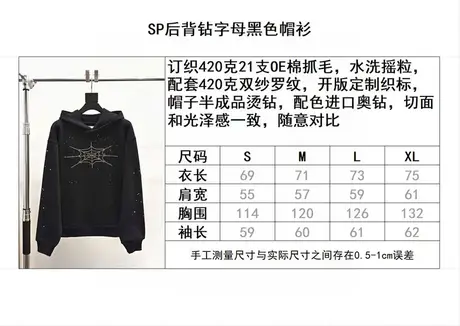 SP后背钻字母黑色帽衫
订织420克21支OE棉抓毛，水洗摇粒，
配套420克双纱罗纹，开版定制织标，
帽子半成品烫钻，配色进口奥钻，切面
和光泽感一致，随意对比
尺码 S M L XL
衣长 69 71 73 75
肩宽 55 57 59 61
胸围 114 120 126 132
袖长 59 60 61 62
手工测量尺寸与实际尺寸之间存在0.5-1cm误差